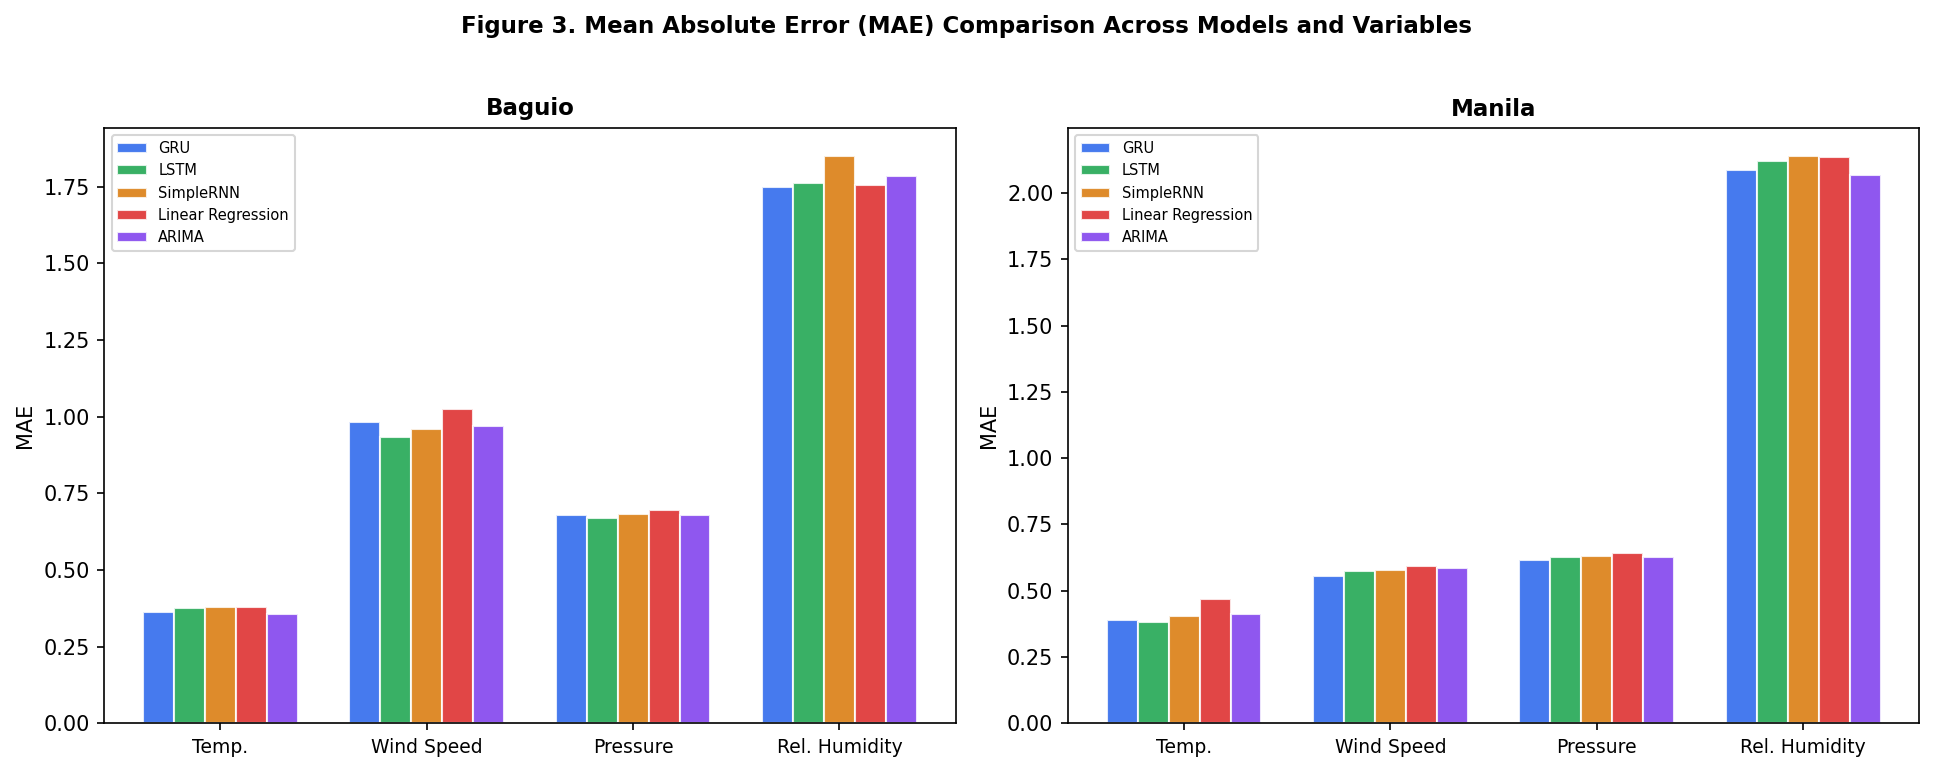 Figure 3. Mean Absolute Error (MAE) Comparison Across Models and Variables
Baguio
GRU
LSTM
SimpleRNN
Linear Regression
ARIMA
MAE
1.75
1.50
1.25
1.00
0.75
0.50
0.25
0.00
Temp.
Wind Speed
Pressure
Rel. Humidity
Manila
GRU
LSTM
SimpleRNN
Linear Regression
ARIMA
MAE
2.00
1.75
1.50
1.25
1.00
0.75
0.50
0.25
0.00
Temp.
Wind Speed
Pressure
Rel. Humidity